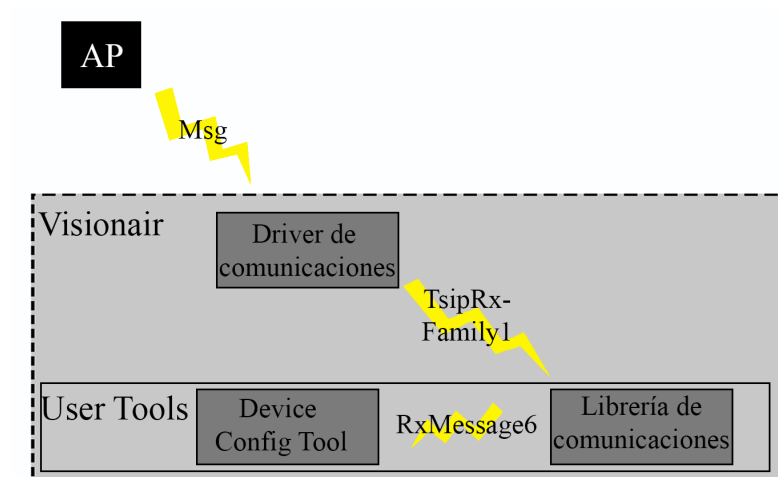 AP
Msg
Visionair
Driver de
comunicaciones
TsipRx-
Family1
User Tools
Device
Config Tool
RxMessage6
Librería de
comunicaciones